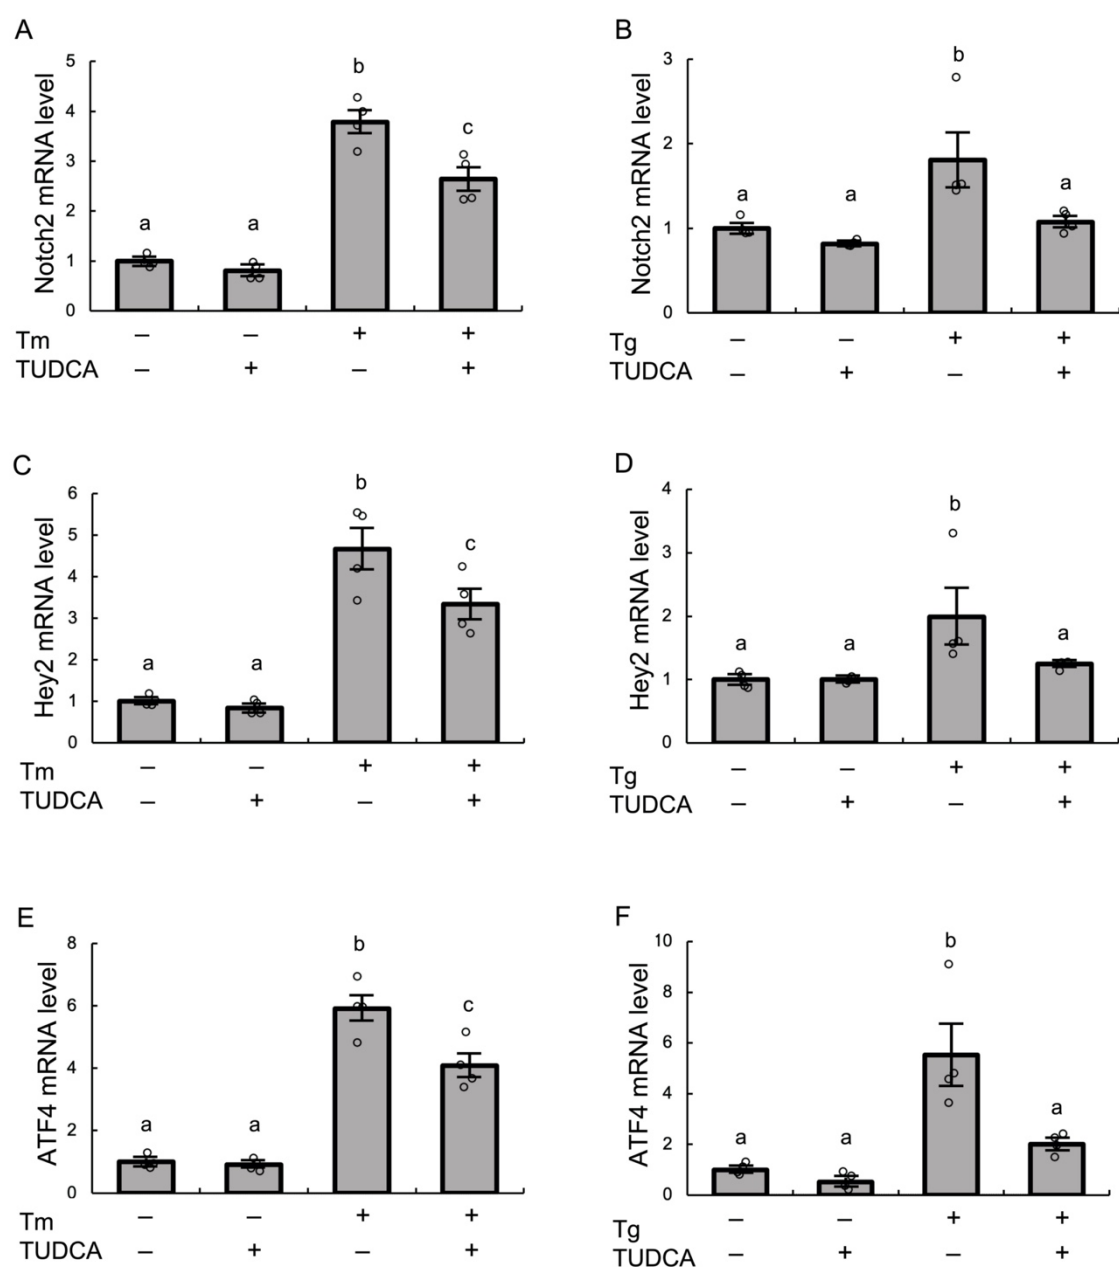 A
Notch2 mRNA level
5
4
3
2
1
0
a
a
b
c
Tm – – + +
TUDCA – + – +
B
Notch2 mRNA level
3
2
1
0
a
a
b
a
Tg – – + +
TUDCA – + – +
C
Hey2 mRNA level
6
5
4
3
2
1
0
a
a
b
c
Tm – – + +
TUDCA – + – +
D
Hey2 mRNA level
4
3
2
1
0
a
a
b
a
Tg – – + +
TUDCA – + – +
E
ATF4 mRNA level
8
6
4
2
0
a
a
b
c
Tm – – + +
TUDCA – + – +
F
ATF4 mRNA level
10
8
6
4
2
0
a
a
b
a
Tg – – + +
TUDCA – + – +